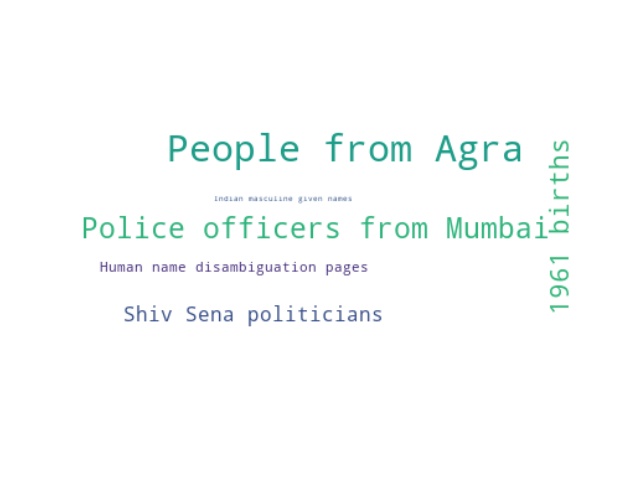 People from Agra
1961 births
Indian masculine given names
Police officers from Mumbai
Human name disambiguation pages
Shiv Sena politicians